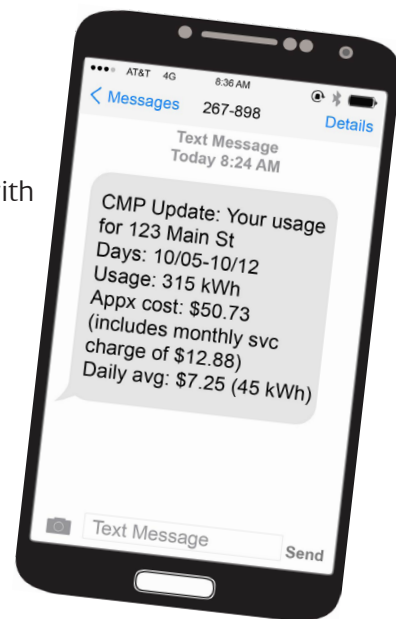 AT&T 4G 8:36 AM
Messages 267-898 Details
Text Message
Today 8:24 AM
ith
CMP Update: Your usage
for 123 Main St
Days: 10/05-10/12
Usage: 315 kWh
Appx cost: $50.73
(includes monthly svc
charge of $12.88)
Daily avg: $7.25 (45 kWh)
Text Message Send